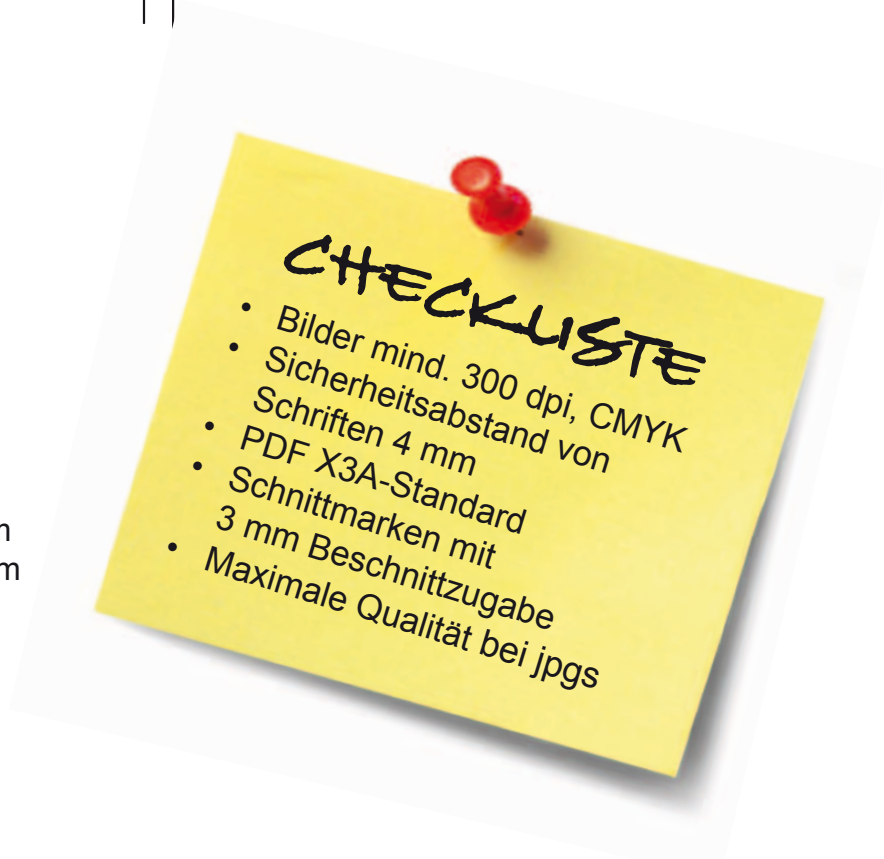 CHECKLISTE
• Bilder mind. 300 dpi, CMYK
• Sicherheitsabstand von
Schriften 4 mm
• PDF X3A-Standard
• Schnittmarken mit
3 mm Beschnittzugabe
• Maximale Qualität bei jpgs